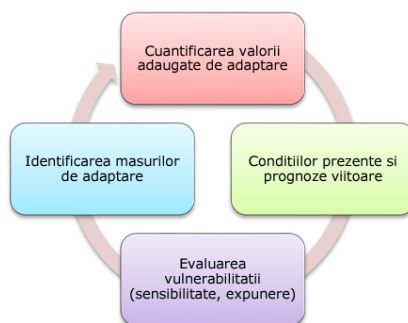 Cuantificarea valorii
adaugate de adaptare
Conditiilor prezente si
prognoze viitoare
Evaluarea
vulnerabilitatii
(sensibilitate, expunere)
Identificarea masurilor
de adaptare